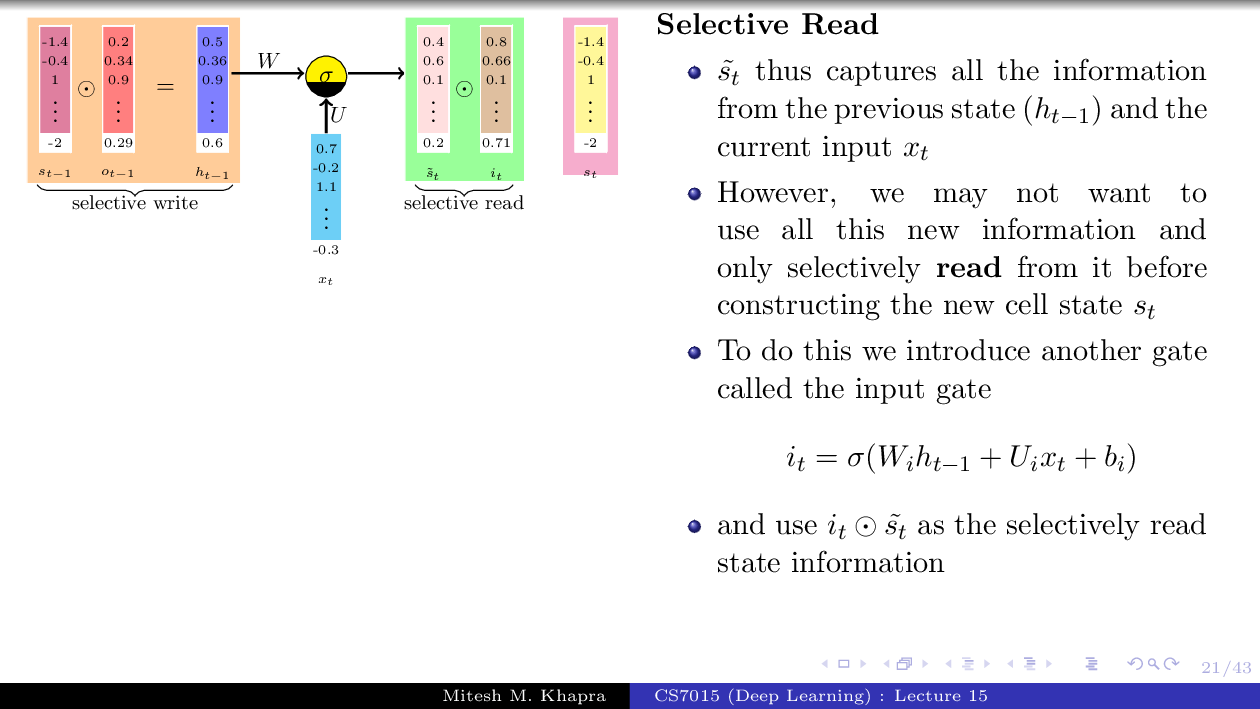 -1.4
-0.4
1
⋮
-2
s_{t−1}
⊙
0.2
0.34
0.9
⋮
0.29
o_{t−1}
=
0.5
0.36
0.9
⋮
0.6
h_{t−1}
selective write
W
σ
U
0.7
-0.2
1.1
⋮
-0.3
x_t
0.4
0.6
0.1
⋮
0.2
s̃_t
⊙
0.8
0.66
0.1
⋮
0.71
i_t
selective read
-1.4
-0.4
1
⋮
-2
s_t
Selective Read
s̃_t thus captures all the information
from the previous state (h_{t−1}) and the
current input x_t
However, we may not want to
use all this new information and
only selectively read from it before
constructing the new cell state s_t
To do this we introduce another gate
called the input gate
i_t = σ(W_i h_{t−1} + U_i x_t + b_i)
and use i_t ⊙ s̃_t as the selectively read
state information
21/43
Mitesh M. Khapra
CS7015 (Deep Learning) : Lecture 15